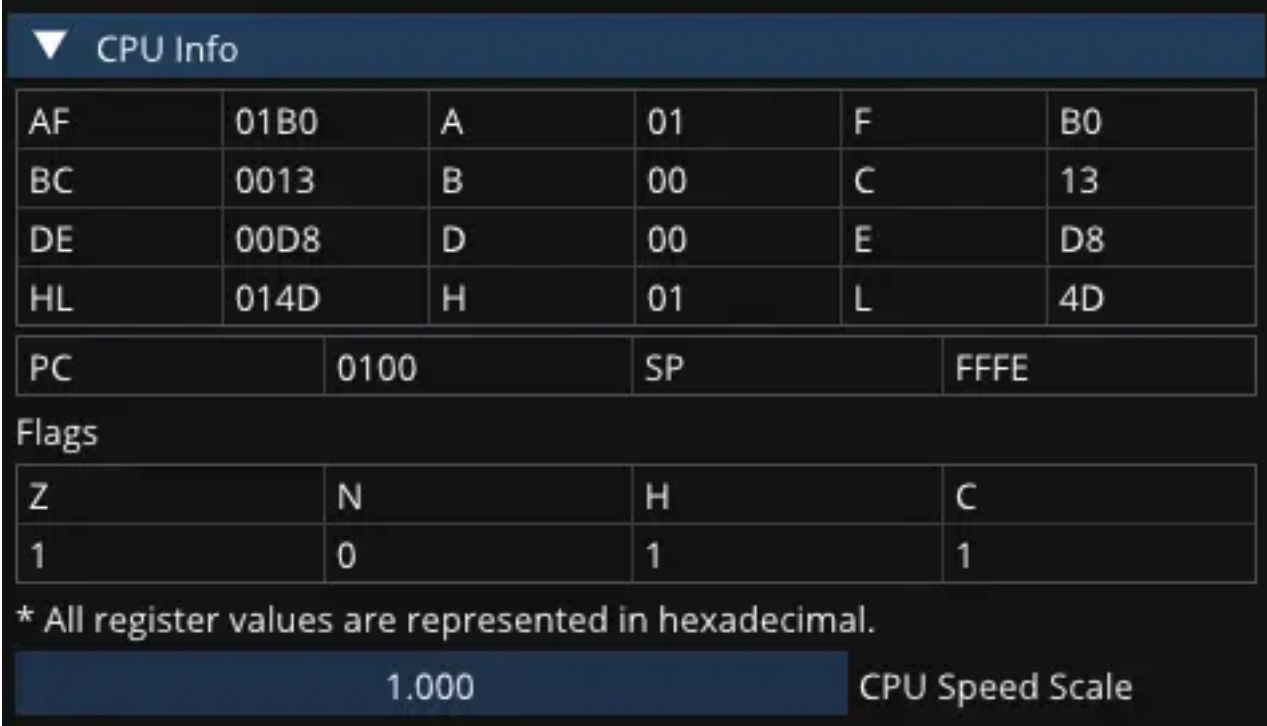 CPU Info
AF 01B0 A 01 F B0
BC 0013 B 00 C 13
DE 00D8 D 00 E D8
HL 014D H 01 L 4D
PC 0100 SP FFFE
Flags
Z N H C
1 0 1 1
* All register values are represented in hexadecimal.
1.000 CPU Speed Scale